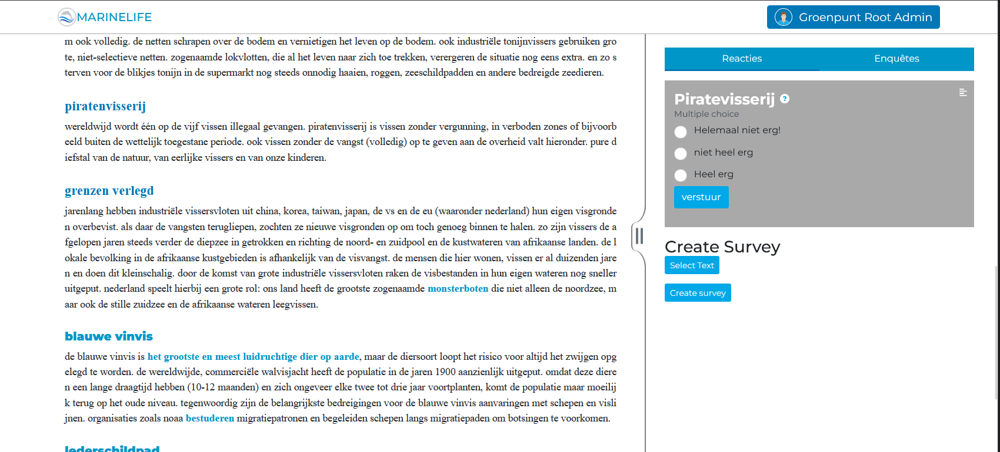 MARINELIFE
Groenpunt Root Admin
m ook volledig. de netten schrapen over de bodem en vernietigen het leven op de bodem. ook industriële tonijnvissers gebruiken gro
te, niet-selectieve netten. zogenaamde lokvlotten, die al het leven naar zich toe trekken, verergeren de situatie nog eens extra. en zo s
terven voor de blikjes tonijn in de supermarkt nog steeds onnodig haaien, roggen, zeeschildpadden en andere bedreigde zeedieren.
piratenvisserij
wereldwijd wordt één op de vijf vissen illegaal gevangen. piratenvisserij is vissen zonder vergunning, in verboden zones of bijvoorb
eeld buiten de wettelijk toegestane periode. ook vissen zonder de vangst (volledig) op te geven aan de overheid valt hieronder. pure d
iefstal van de natuur, van eerlijke vissers en van onze kinderen.
grenzen verlegd
jarenlang hebben industriële vissersvloten uit china, korea, taiwan, japan, de vs en de eu (waaronder nederland) hun eigen visgronde
n overbevist. als daar de vangsten terugliepen, zochten ze nieuwe visgronden op om toch genoeg binnen te halen. zo zijn vissers de a
fgelopen jaren steeds verder de diepzee in getrokken en richting de noord- en zuidpool en de kustwateren van afrikaanse landen. de l
okale bevolking in de afrikaanse kustgebieden is afhankelijk van de visvangst. de mensen die hier wonen, vissen er al duizenden jare
n en doen dit kleinschalig. door de komst van grote industriële vissersvloten raken de visbestanden in hun eigen wateren nog sneller
uitgeput. nederland speelt hierbij een grote rol: ons land heeft de grootste zogenaamde monsterboten die niet alleen de noordzee, m
aar ook de stille zuidzee en de afrikaanse wateren leegvissen.
blauwe vinvis
de blauwe vinvis is het grootste en meest luidruchtige dier op aarde, maar de diersoort loopt het risico voor altijd het zwijgen opg
elegd te worden. de wereldwijde, commerciële walvisjacht heeft de populatie in de jaren 1900 aanzienlijk uitgeput. omdat deze diere
n een lange draagtijd hebben (10-12 maanden) en zich ongeveer elke twee tot drie jaar voortplanten, komt de populatie maar moeilij
k terug op het oude niveau. tegenwoordig zijn de belangrijkste bedreigingen voor de blauwe vinvis aanvaringen met schepen en visli
jnen. organisaties zoals noaa bestuderen migratiepatronen en begeleiden schepen langs migratiepaden om botsingen te voorkomen.
lederschildpad
Reacties
Enquêtes
Piratevisserij ?
Multiple choice
Helemaal niet erg!
niet heel erg
Heel erg
verstuur
Create Survey
Select Text
Create survey